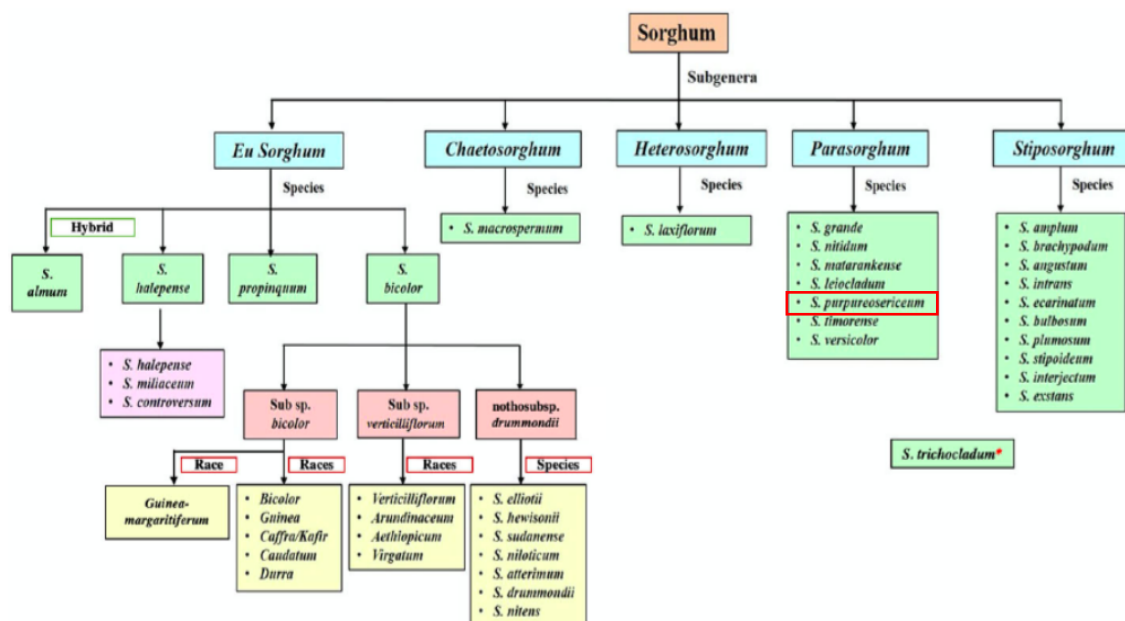 Sorghum
Subgenera
Eu Sorghum
Chaetosorghum
Heterosorghum
Parasorghum
Stiposorghum
Species
Species
Species
Species
Species
Hybrid
S. almum
S. halepense
S. propinquum
S. bicolor
• S. macrospermum
• S. laxiflorum
• S. grande
• S. nitidum
• S. matarankense
• S. leiocladum
• S. purpureosericeum
• S. timorense
• S. versicolor
• S. amplum
• S. brachypodum
• S. angustum
• S. intrans
• S. ecarinatum
• S. bulbosum
• S. plumosum
• S. stipoideum
• S. interjectum
• S. exstans
• S. halepense
• S. miliaceum
• S. controversum
Sub sp.
bicolor
Sub sp.
verticiliiflorum
nothosubsp.
drummondii
S. trichocladum*
Race
Races
Races
Species
Guinea-
margaritiferum
• Bicolor
• Guinea
• Caffra/Kafir
• Caudatum
• Durra
• Verticilliflorum
• Arundinaceum
• Aethiopicum
• Virgatum
• S. elliotii
• S. hewisonii
• S. sudanense
• S. niloticum
• S. atterimum
• S. drummondii
• S. nitens